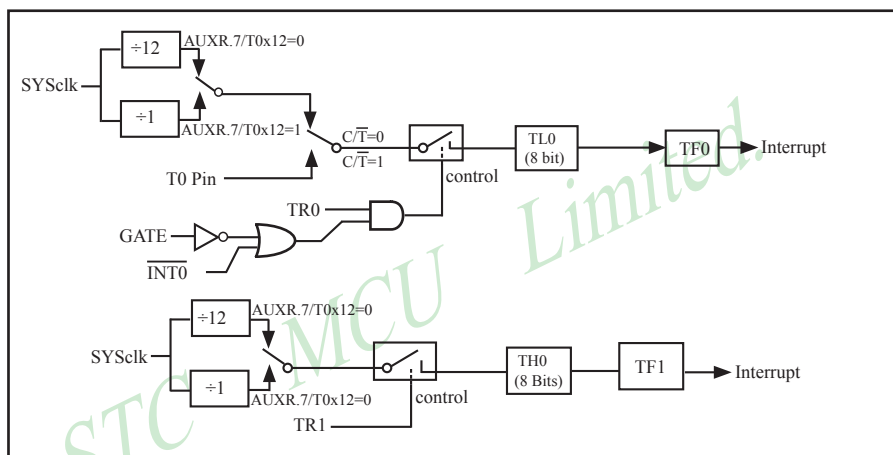 ÷12
AUXR.7/T0x12=0
SYSclk
÷1
AUXR.7/T0x12=1
C/T̅=0
C/T̅=1
T0 Pin
control
TL0
(8 bit)
TF0
Interrupt
TR0
GATE
I̅N̅T̅0̅
÷12
AUXR.7/T0x12=0
SYSclk
÷1
AUXR.7/T0x12=0
control
TR1
TH0
(8 Bits)
TF1
Interrupt
STC MCU Limited.